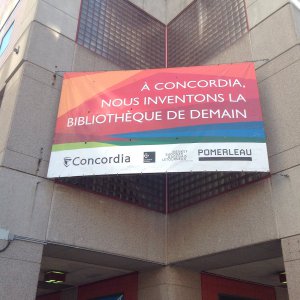 À CONCORDIA,
NOUS INVENTONS LA
BIBLIOTHÈQUE DE DEMAIN
Concordia
POMERLEAU